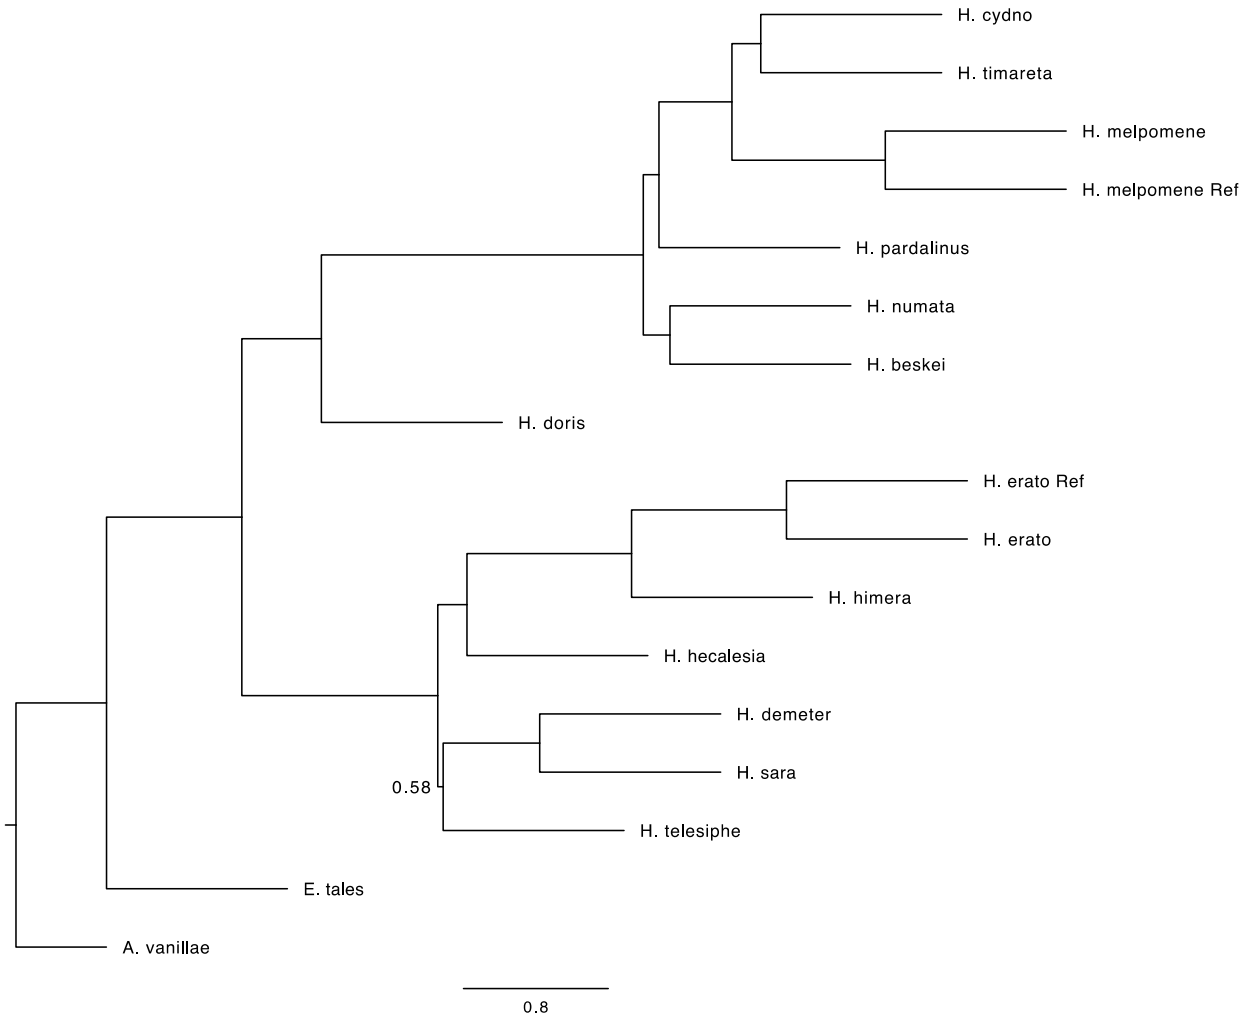 H. cydno
H. timareta
H. melpomene
H. melpomene Ref
H. pardalinus
H. numata
H. beskei
H. doris
H. erato Ref
H. erato
H. himera
H. hecalesia
H. demeter
H. sara
0.58
H. telesiphe
E. tales
A. vanillae
0.8